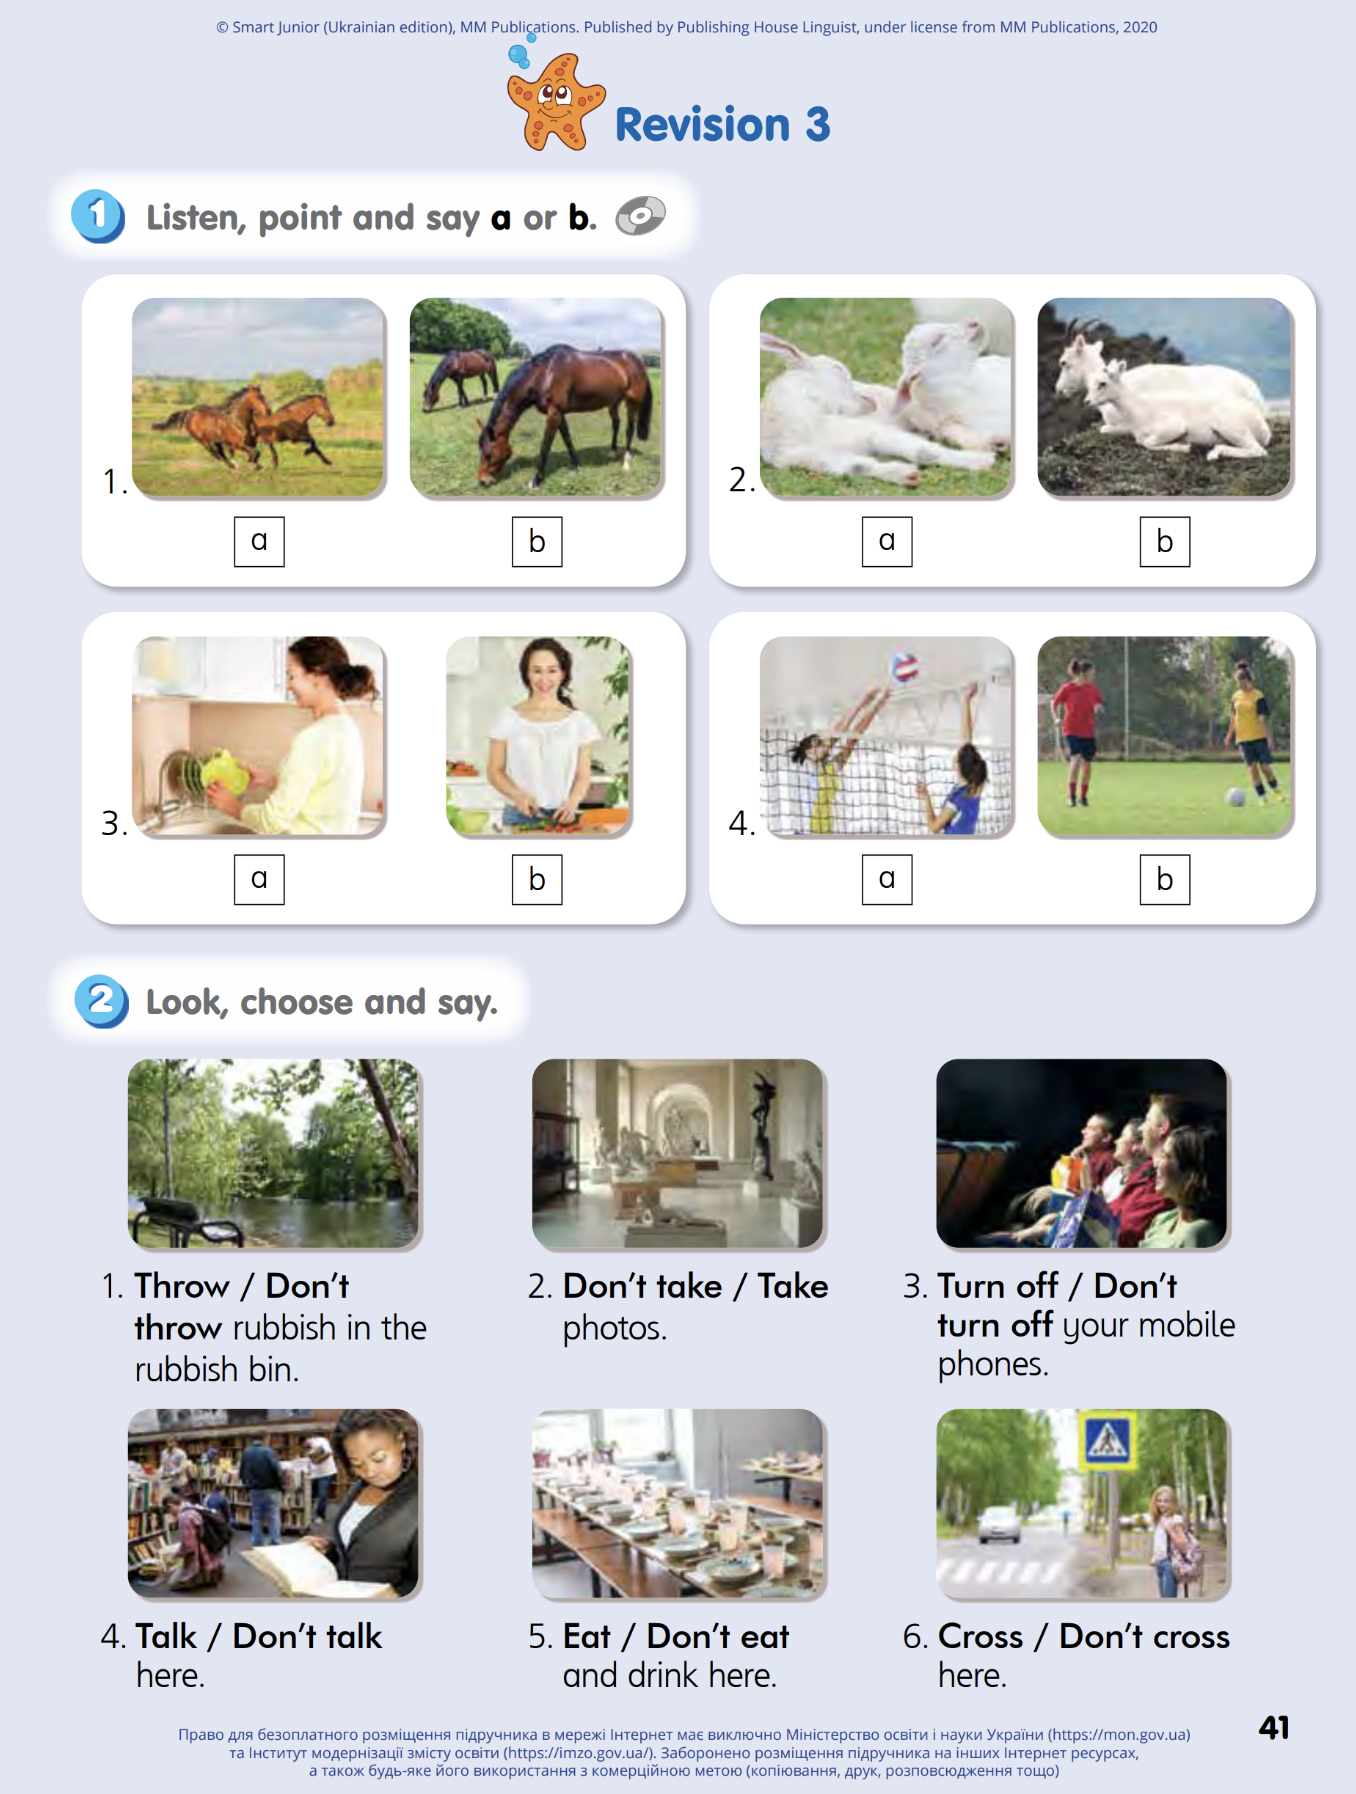 © Smart Junior (Ukrainian edition), MM Publications. Published by Publishing House Linguist, under license from MM Publications, 2020
Revision 3
1 Listen, point and say a or b.
1.
a
b
2.
a
b
3.
a
b
4.
a
b
2 Look, choose and say.
1. Throw / Don't
throw rubbish in the
rubbish bin.
2. Don't take / Take
photos.
3. Turn off / Don't
turn off your mobile
phones.
4. Talk / Don't talk
here.
5. Eat / Don't eat
and drink here.
6. Cross / Don't cross
here.
41
Право для безоплатного розміщення підручника в мережі Інтернет має виключно Міністерство освіти і науки України (https://mon.gov.ua)
та Інститут модернізації змісту освіти (https://imzo.gov.ua/). Заборонено розміщення підручника на інших Інтернет ресурсах,
а також будь-яке його використання з комерційною метою (копіювання, друк, розповсюдження тощо)